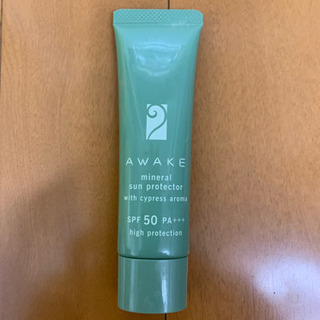 AWAKE
mineral
sun protector
with cypress aroma
SPF 50 PA+++
high protection